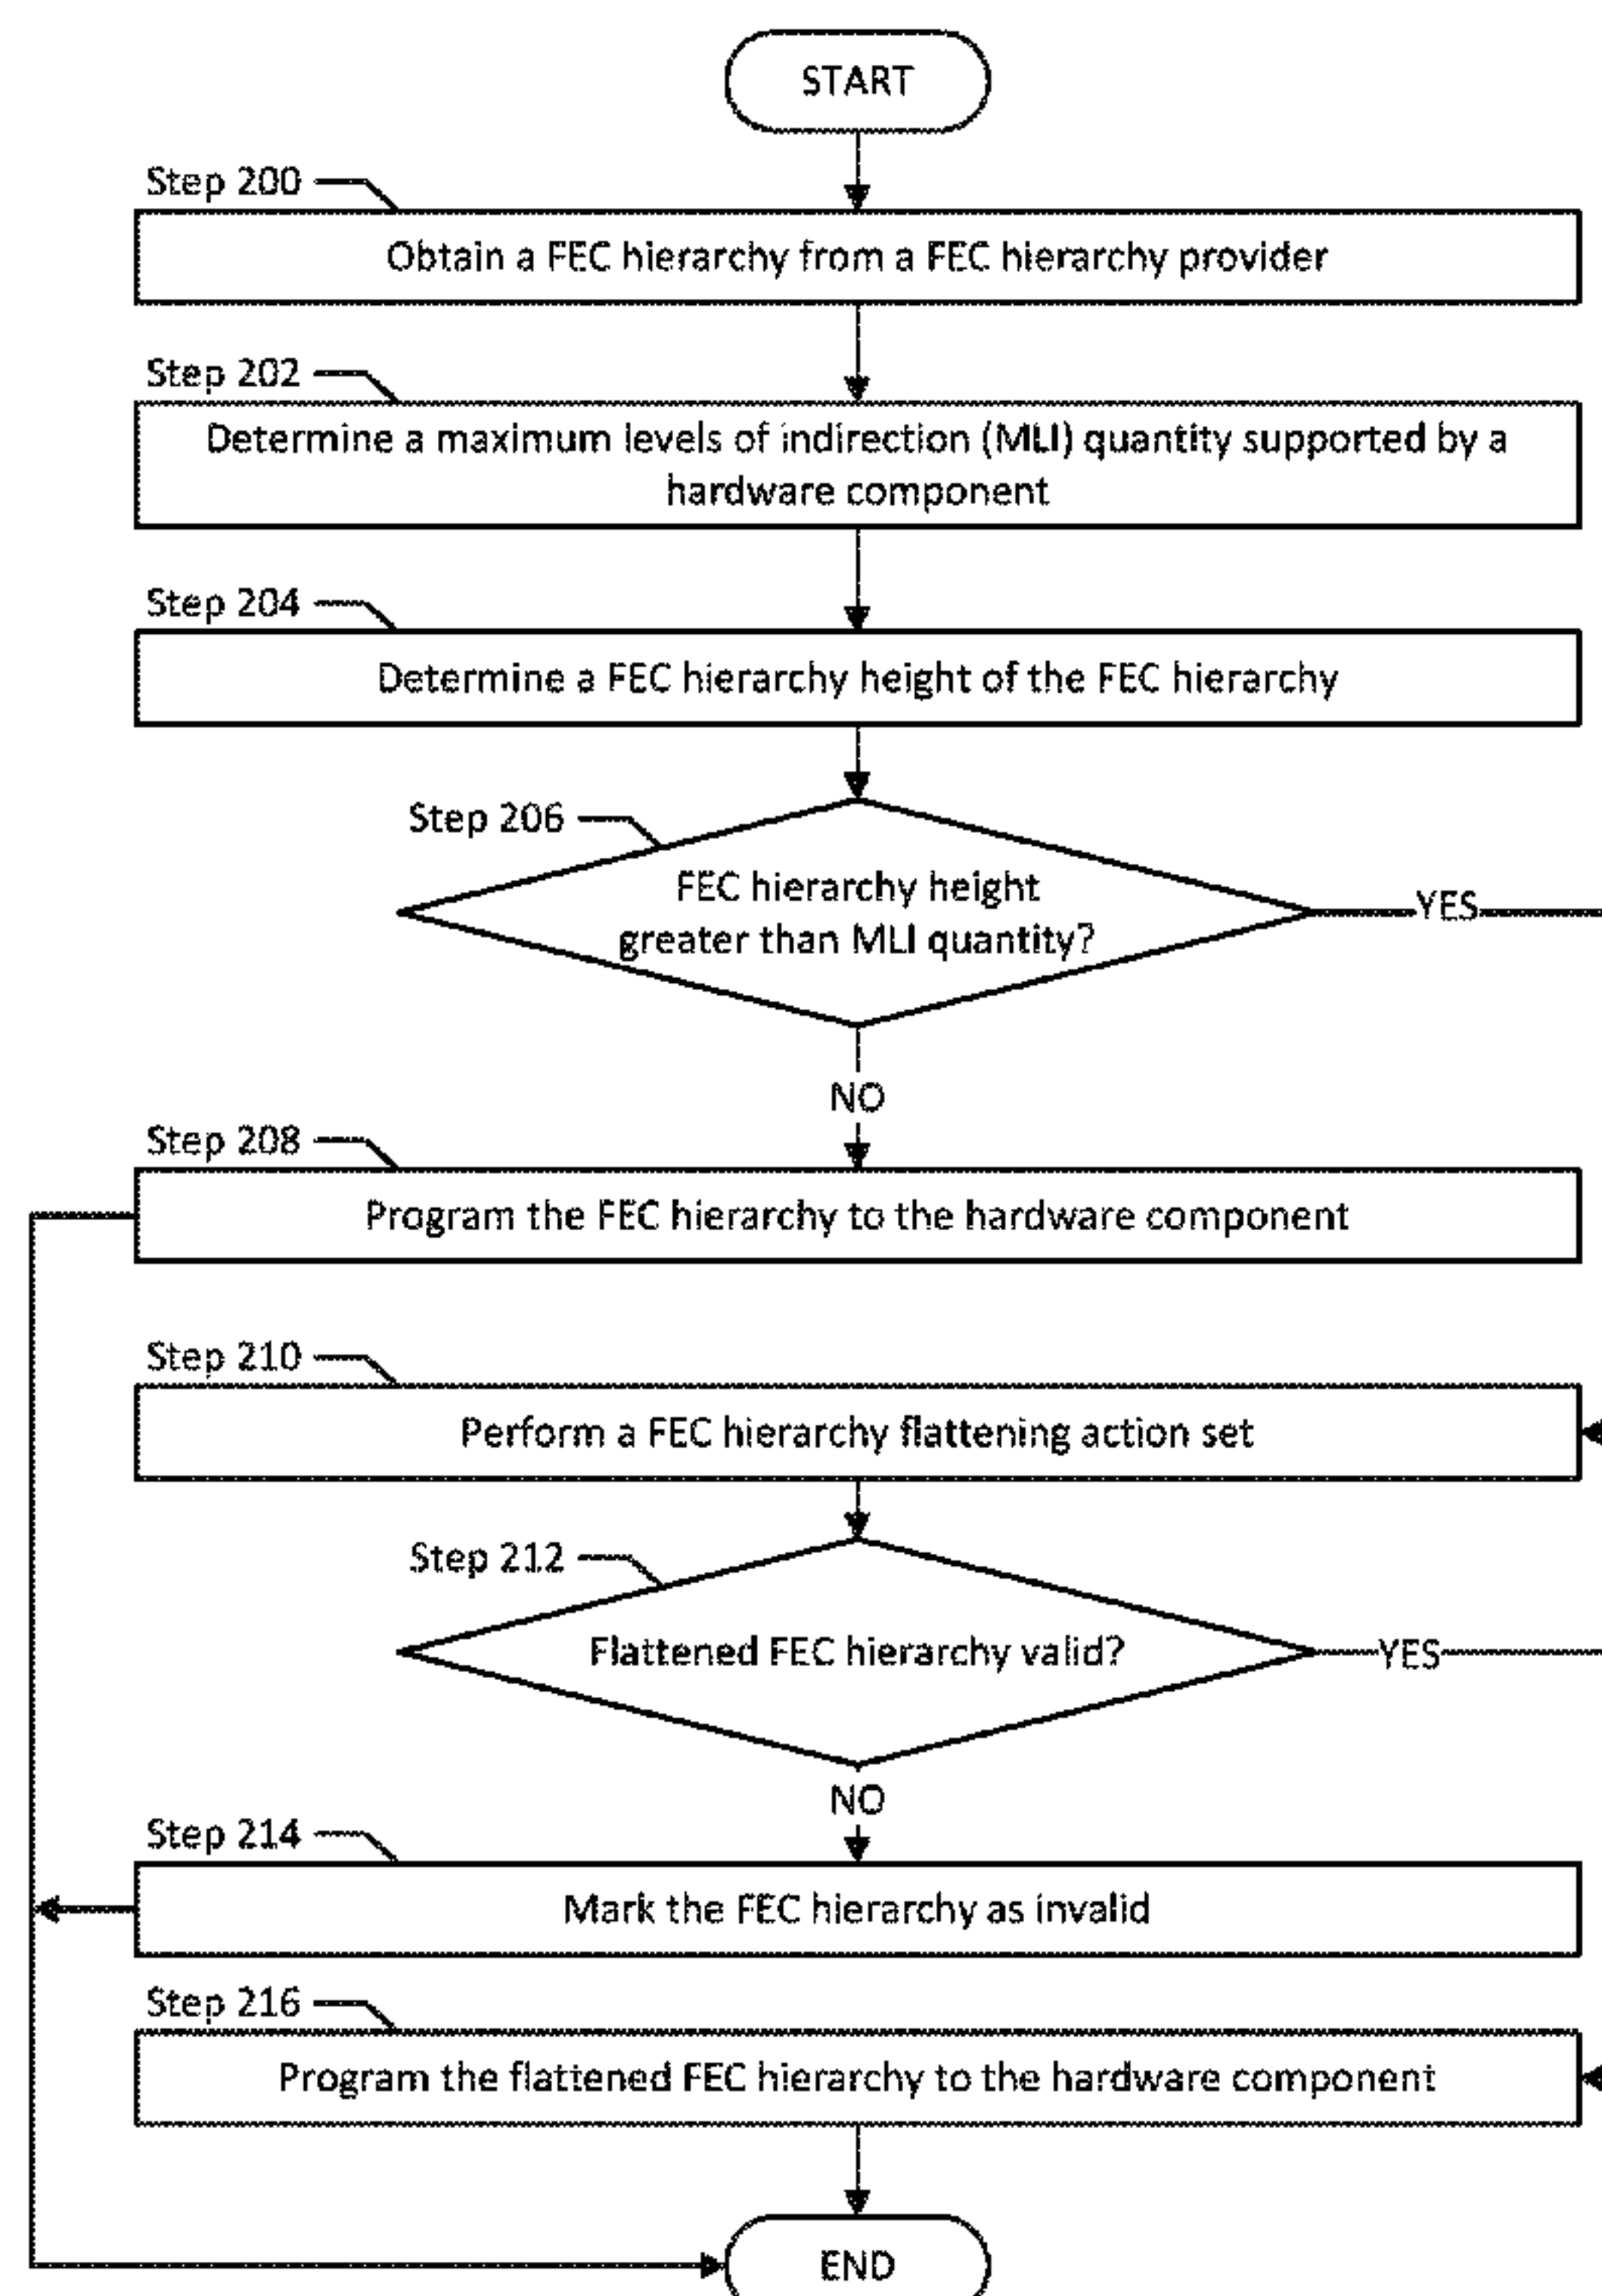 START
Step 200
Obtain a FEC hierarchy from a FEC hierarchy provider
Step 202
Determine a maximum levels of indirection (MLI) quantity supported by a
hardware component
Step 204
Determine a FEC hierarchy height of the FEC hierarchy
Step 206
FEC hierarchy height
greater than MLI quantity?
YES
NO
Step 208
Program the FEC hierarchy to the hardware component
Step 210
Perform a FEC hierarchy flattening action set
Step 212
Flattened FEC hierarchy valid?
YES
NO
Step 214
Mark the FEC hierarchy as invalid
Step 216
Program the flattened FEC hierarchy to the hardware component
END